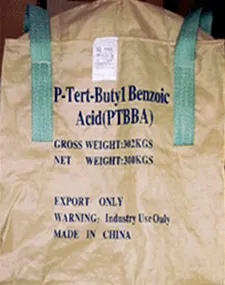 P-Tert-Butyl Benzoic
Acid(PTBBA)
GROSS WEIGHT:302KGS
NET WEIGHT:300KGS
EXPORT ONLY
WARNING: Industry Use Only
MADE IN CHINA